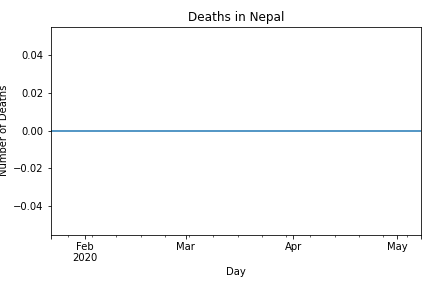 Deaths in Nepal
0.04
0.02
0.00
−0.02
−0.04
Number of Deaths
Feb
2020
Mar
Apr
May
Day